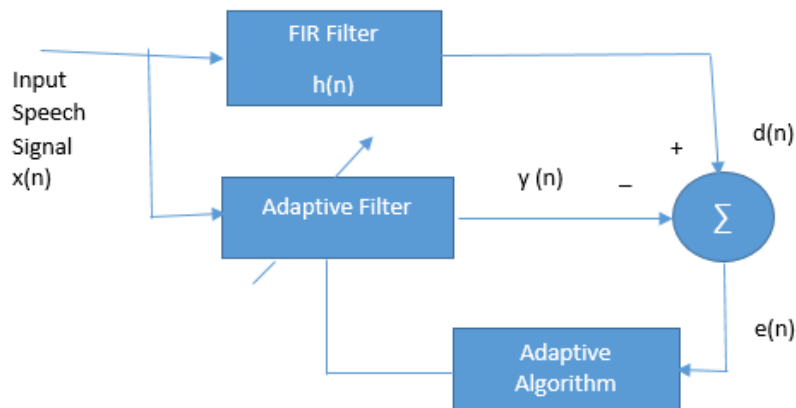 FIR Filter
h(n)
Input
Speech
Signal
x(n)
d(n)
+
y (n)
−
Adaptive Filter
Σ
e(n)
Adaptive
Algorithm